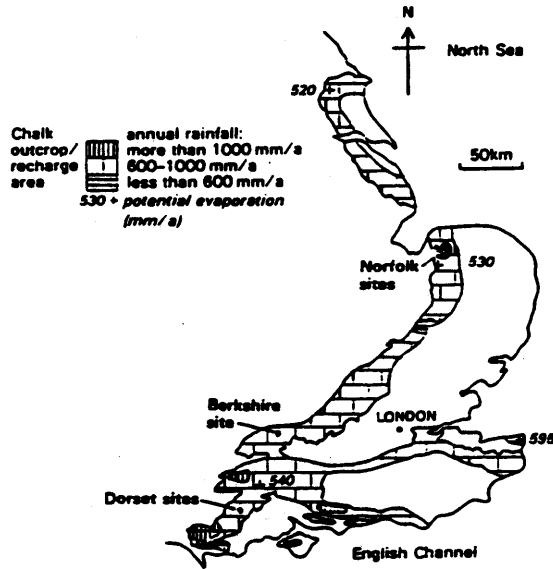 N
North Sea
520
Chalk outcrop/ recharge area
annual rainfall:
more than 1000 mm/a
600-1000 mm/a
less than 600 mm/a
530 + potential evaporation
(mm/a)
50km
Norfolk
sites
530
Berkshire
site
LONDON
595
540
Dorset sites
English Channel